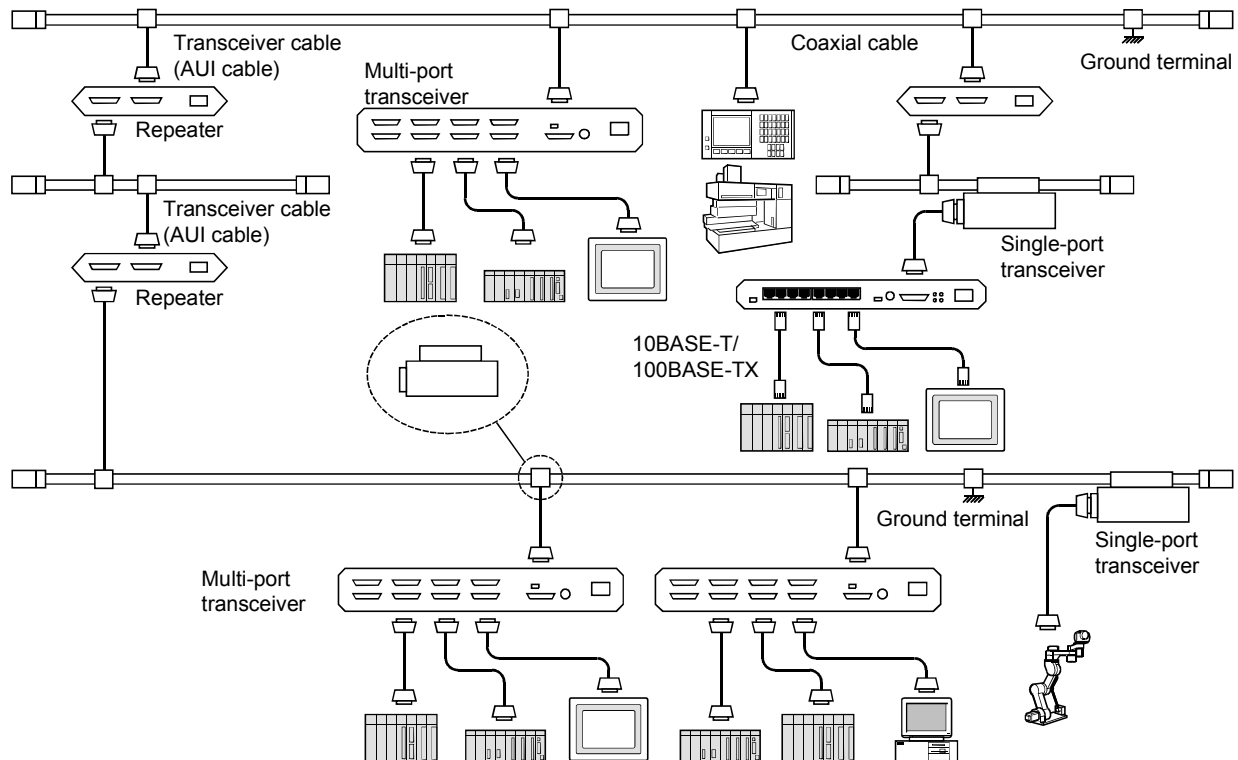 Transceiver cable
(AUI cable)
Multi-port
transceiver
Coaxial cable
Ground terminal
Repeater
Transceiver cable
(AUI cable)
Single-port
transceiver
Repeater
10BASE-T/
100BASE-TX
Ground terminal
Single-port
transceiver
Multi-port
transceiver